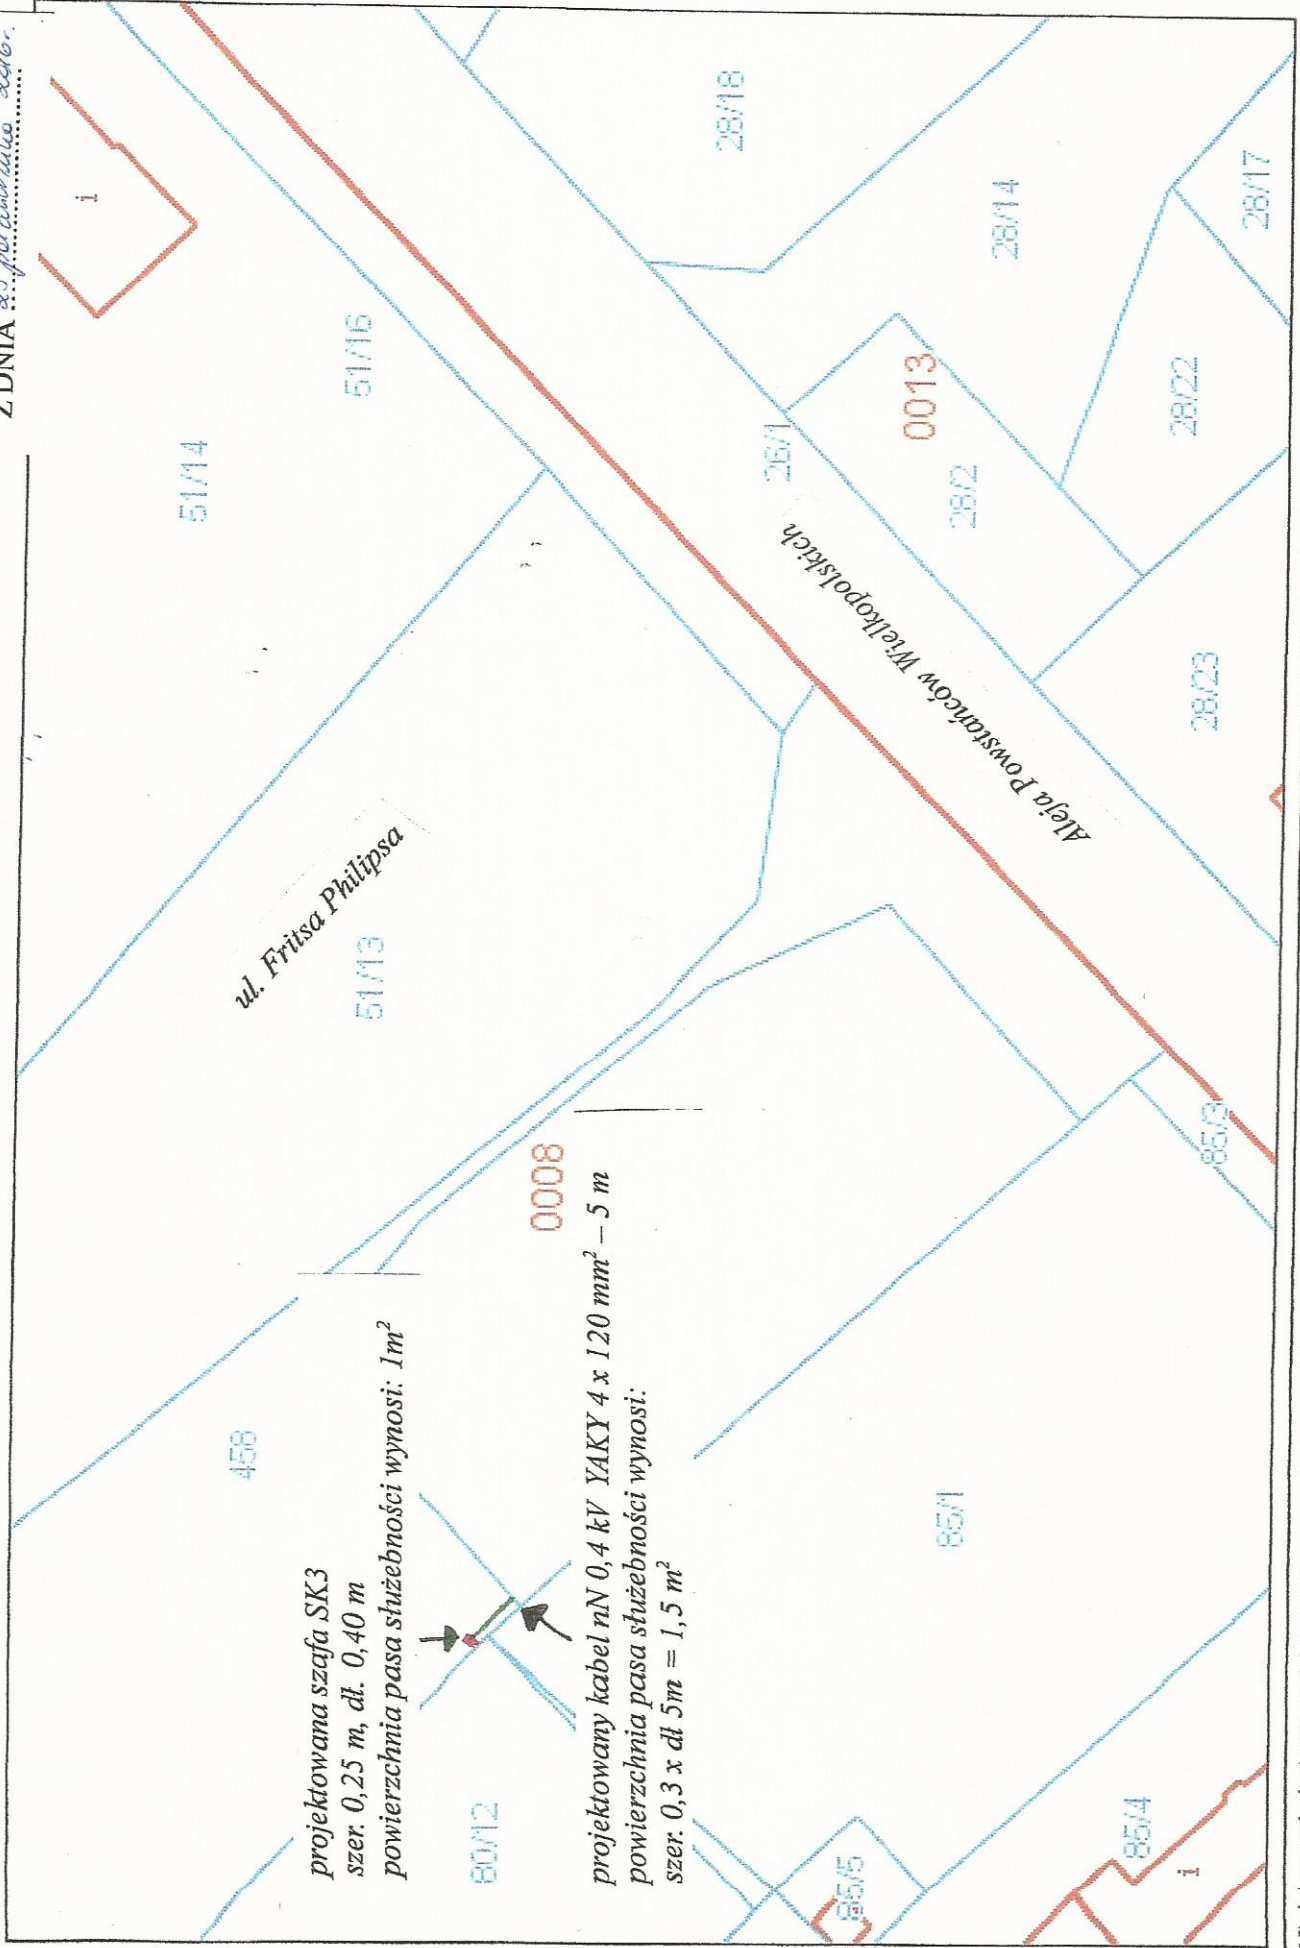 Z DNIA
51/14
51/16
i
28/18
28/14
28/17
28/22
0013
28/2
26/1
28/23
Aleja Powstańców Wielkopolskich
ul. Fritsa Philipsa
51/13
0008
85/3
458
projektowana szafa SK3
szer. 0,25 m, dł. 0,40 m
powierzchnia pasa służebności wynosi: 1m²
projektowany kabel nN 0,4 kV YAKY 4 x 120 mm² – 5 m
powierzchnia pasa służebności wynosi:
szer. 0,3 x dł 5m = 1,5 m²
80/12
85/1
85/5
85/4
i